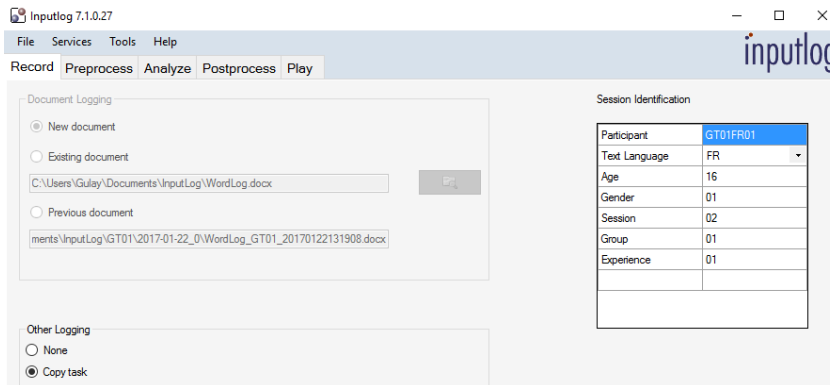 Inputlog 7.1.0.27
File Services Tools Help
inputlog
Record Preprocess Analyze Postprocess Play
Document Logging
New document
Existing document
C:\Users\Gulay\Documents\InputLog\WordLog.docx
Previous document
ments\InputLog\GT01\2017-01-22_0\WordLog_GT01_20170122131908.docx
Other Logging
None
Copy task
Session Identification
Participant GT01FR01
Text Language FR
Age 16
Gender 01
Session 02
Group 01
Experience 01